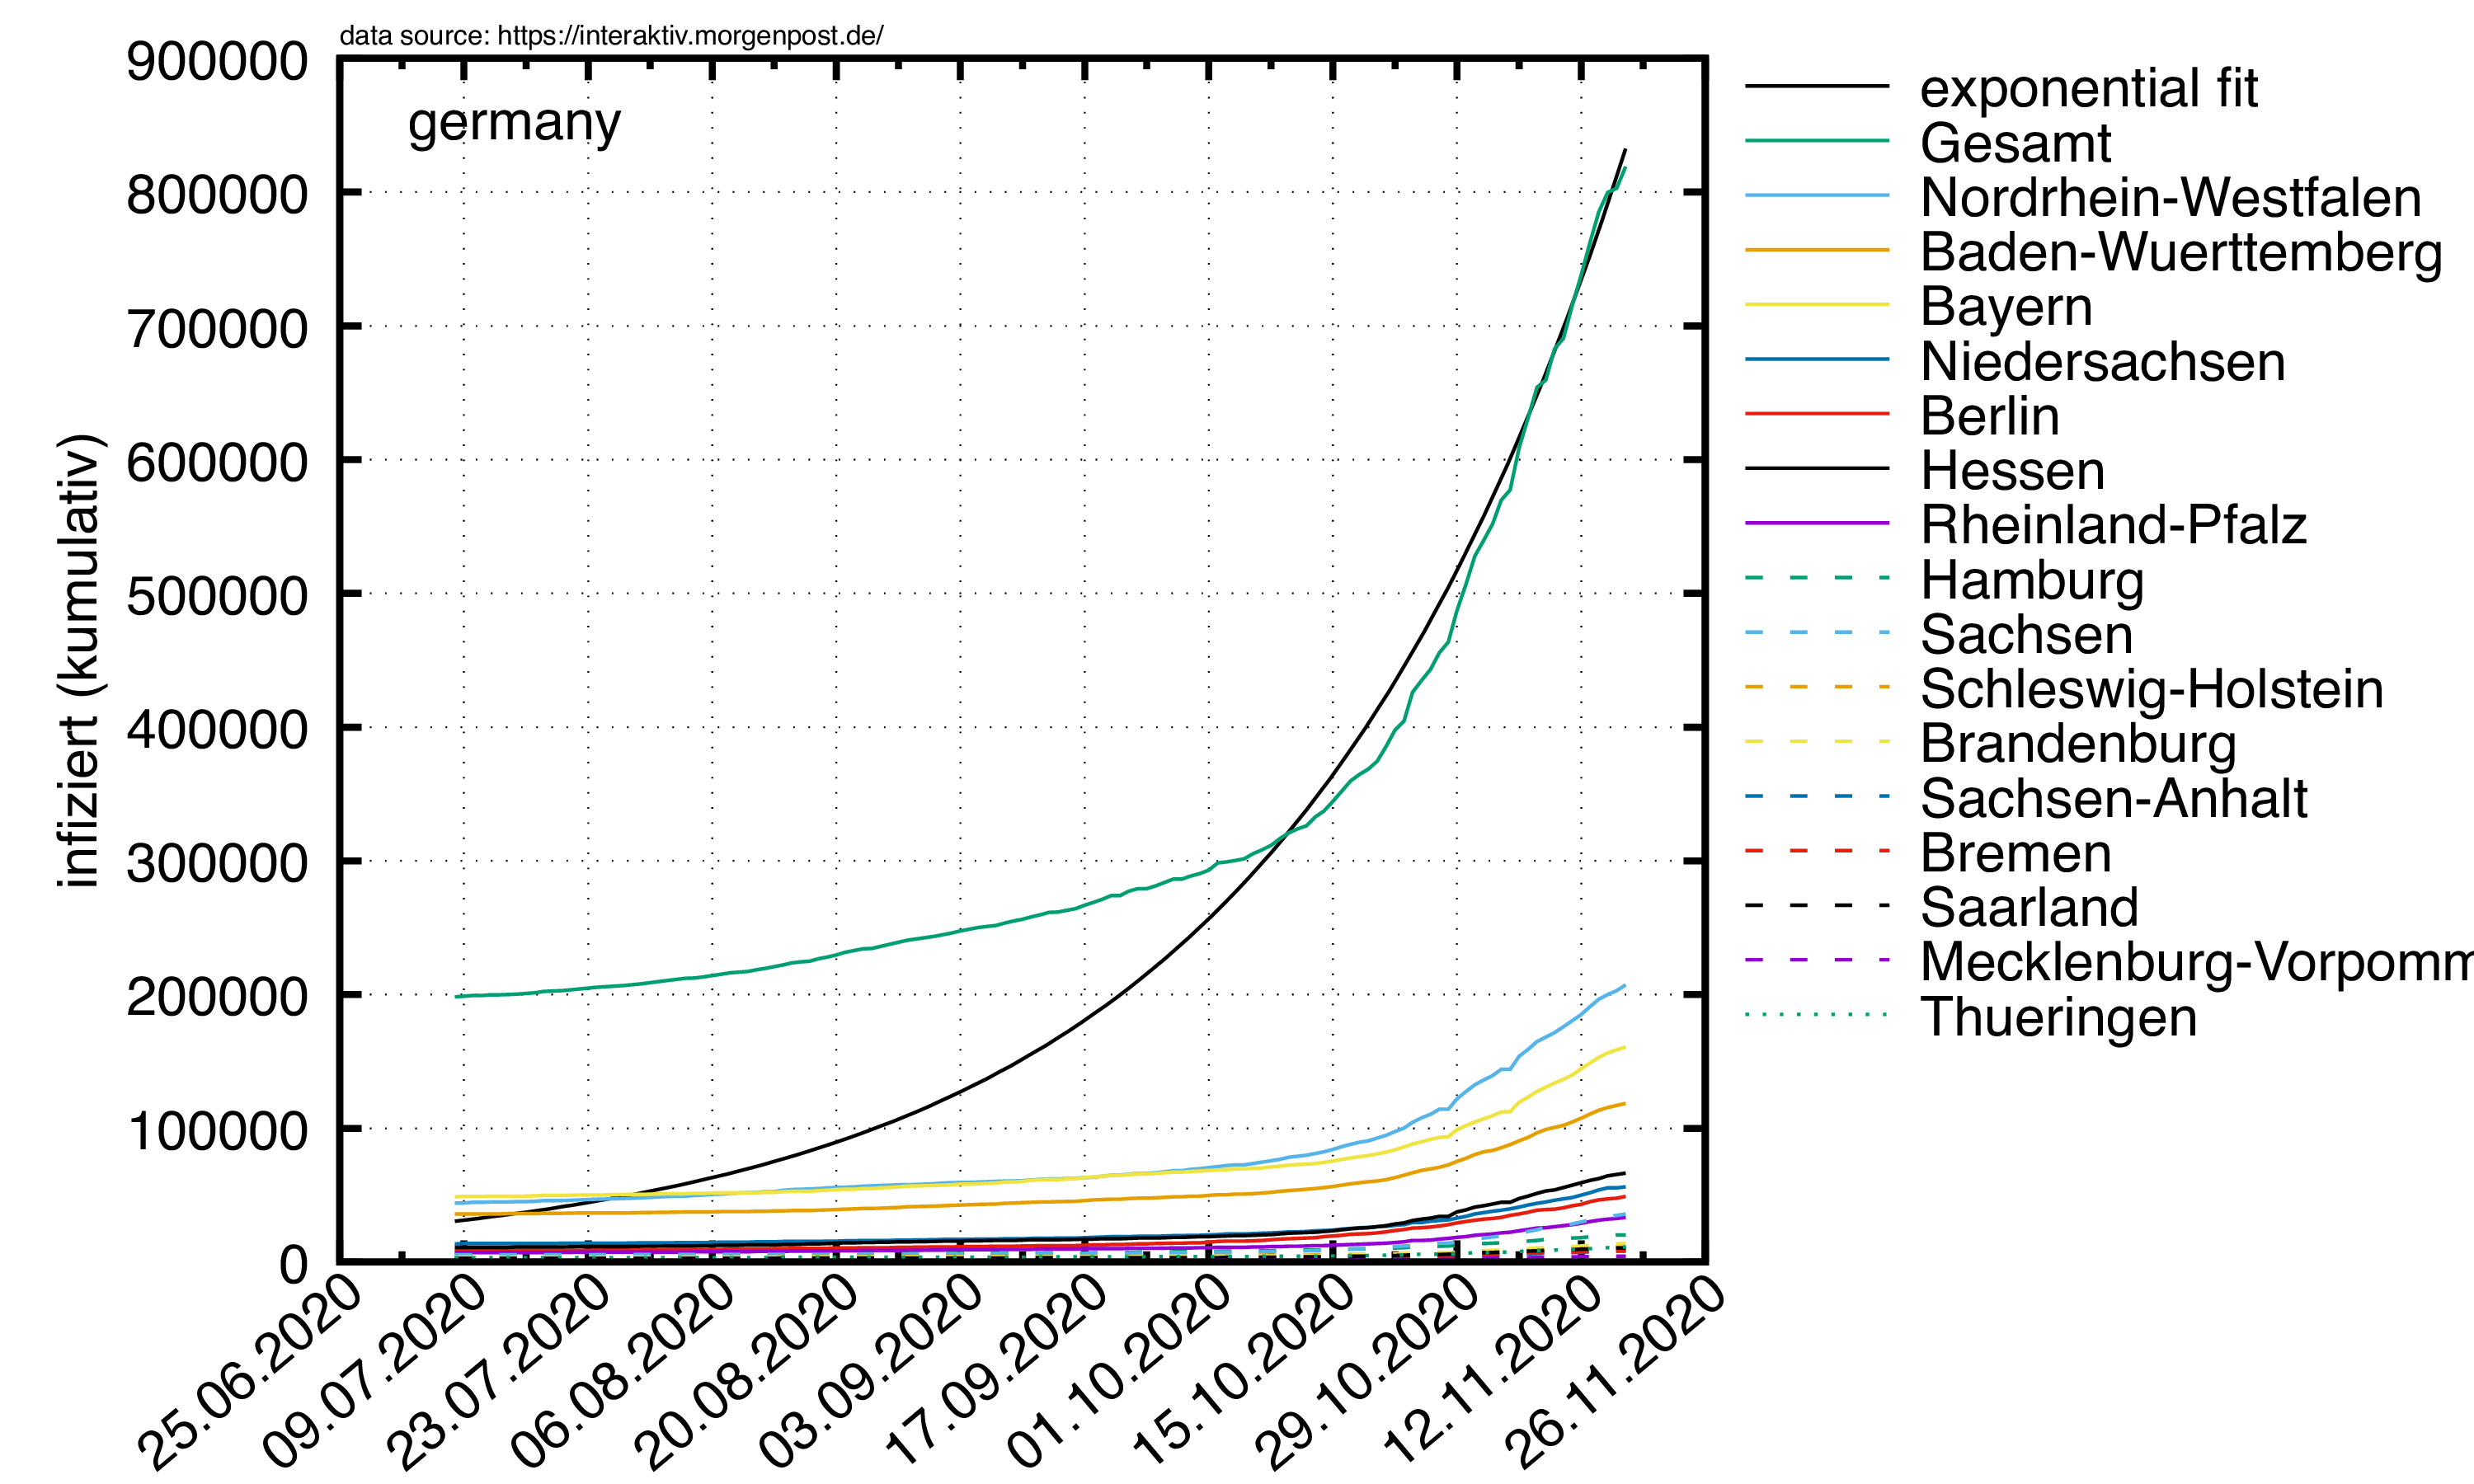 data source: https://interaktiv.morgenpost.de/
germany
infiziert (kumulativ)
900000
800000
700000
600000
500000
400000
300000
200000
100000
0
25.06.2020
09.07.2020
23.07.2020
06.08.2020
20.08.2020
03.09.2020
17.09.2020
01.10.2020
15.10.2020
29.10.2020
12.11.2020
26.11.2020
exponential fit
Gesamt
Nordrhein-Westfalen
Baden-Wuerttemberg
Bayern
Niedersachsen
Berlin
Hessen
Rheinland-Pfalz
Hamburg
Sachsen
Schleswig-Holstein
Brandenburg
Sachsen-Anhalt
Bremen
Saarland
Mecklenburg-Vorpomm
Thueringen